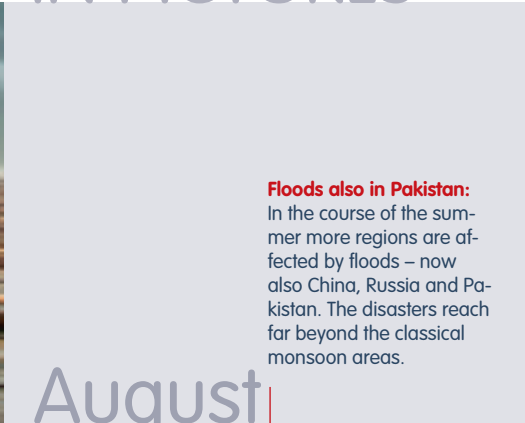 Floods also in Pakistan:
In the course of the sum-
mer more regions are af-
fected by floods – now
also China, Russia and Pa-
kistan. The disasters reach
far beyond the classical
monsoon areas.
August